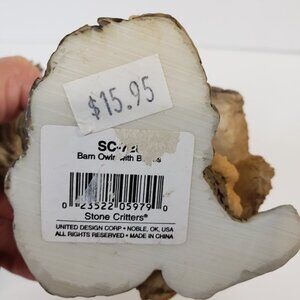 $15.95
SC-
Barn Owl with
0 23522 05979 0
Stone Critters®
UNITED DESIGN CORP • NOBLE, OK, USA
ALL RIGHTS RESERVED • MADE IN CHINA